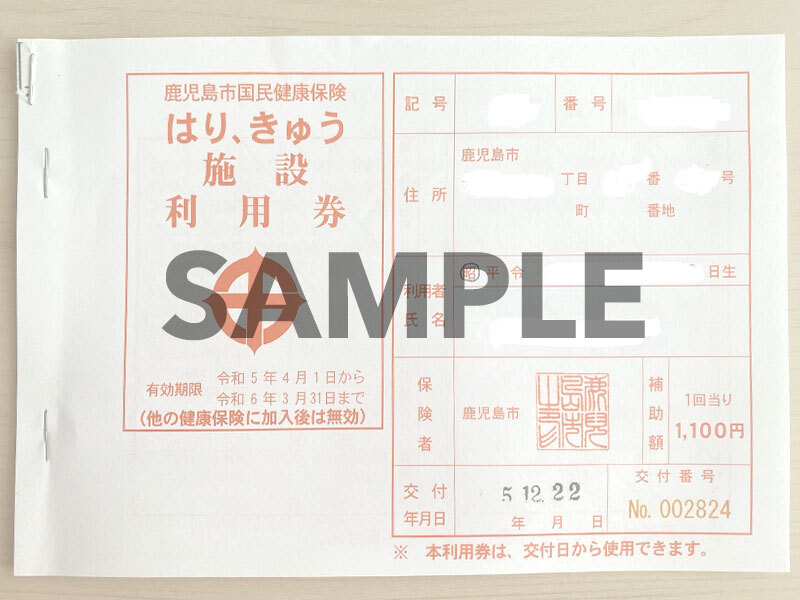 鹿児島市国民健康保険
はり、きゅう
施設
利用券
有効期限 令和5年4月1日から
令和6年3月31日まで
(他の健康保険に加入後は無効)
記号 番号
住所 鹿児島市
丁目 番 号
町 番地
利用者氏名 昭平令 日生
保険者 鹿児島市 補助額 1回当り
1,100円
交付年月日 5.12.22
年 月 日
交付番号
No. 002824
※ 本利用券は、交付日から使用できます。
SAMPLE